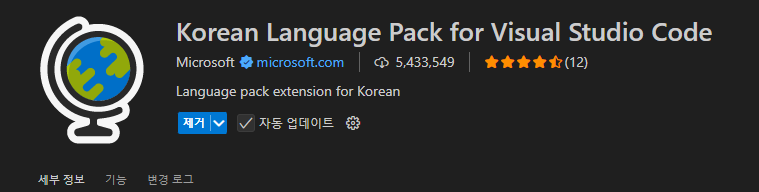 Korean Language Pack for Visual Studio Code
Microsoft microsoft.com 5,433,549 (12)
Language pack extension for Korean
제거 자동 업데이트
세부 정보 기능 변경 로그